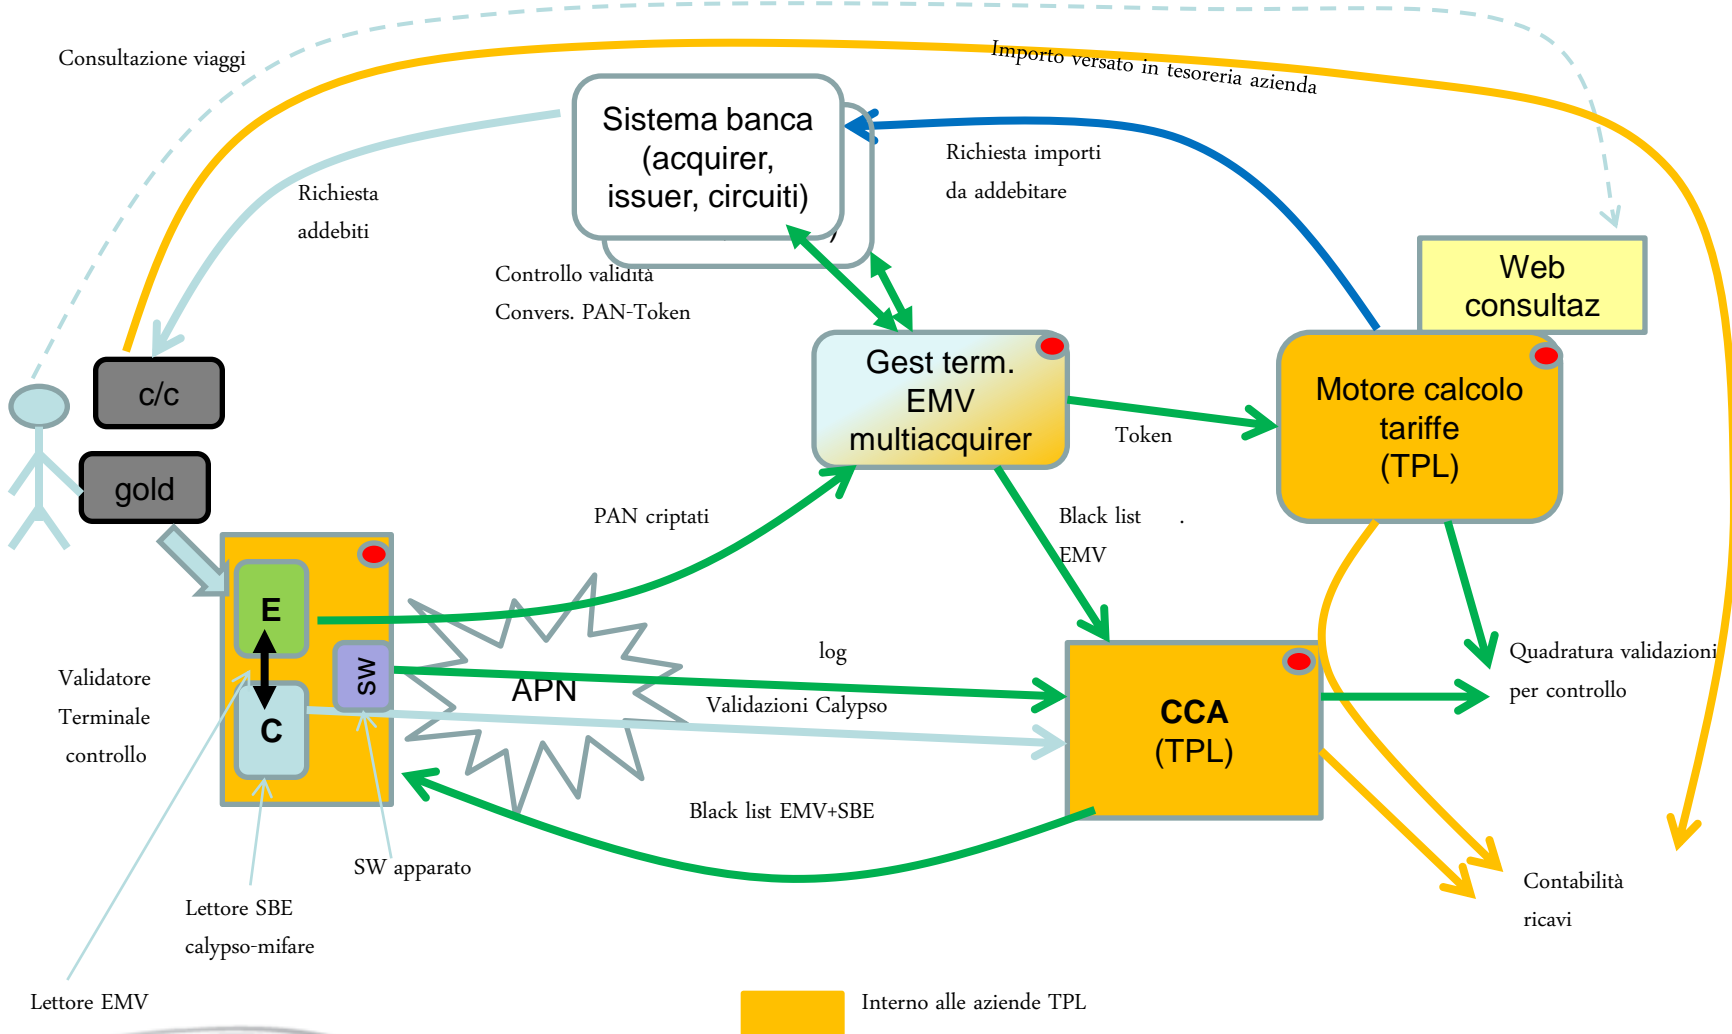 Consultazione viaggi
Importo versato in tesoreria azienda
Sistema banca
(acquirer,
issuer, circuiti)
)
Richiesta importi
da addebitare
Richiesta
addebiti
Controllo validità
Convers. PAN-Token
Web
consultaz
c/c
gold
Gest term.
EMV
multiacquirer
Token
Motore calcolo
tariffe
(TPL)
PAN criptati
Black list .
EMV
E
C
SW
APN
log
Validazioni Calypso
CCA
(TPL)
Quadratura validazioni
per controllo
Validatore
Terminale
controllo
Black list EMV+SBE
SW apparato
Contabilità
ricavi
Lettore SBE
calypso-mifare
Lettore EMV
Interno alle aziende TPL